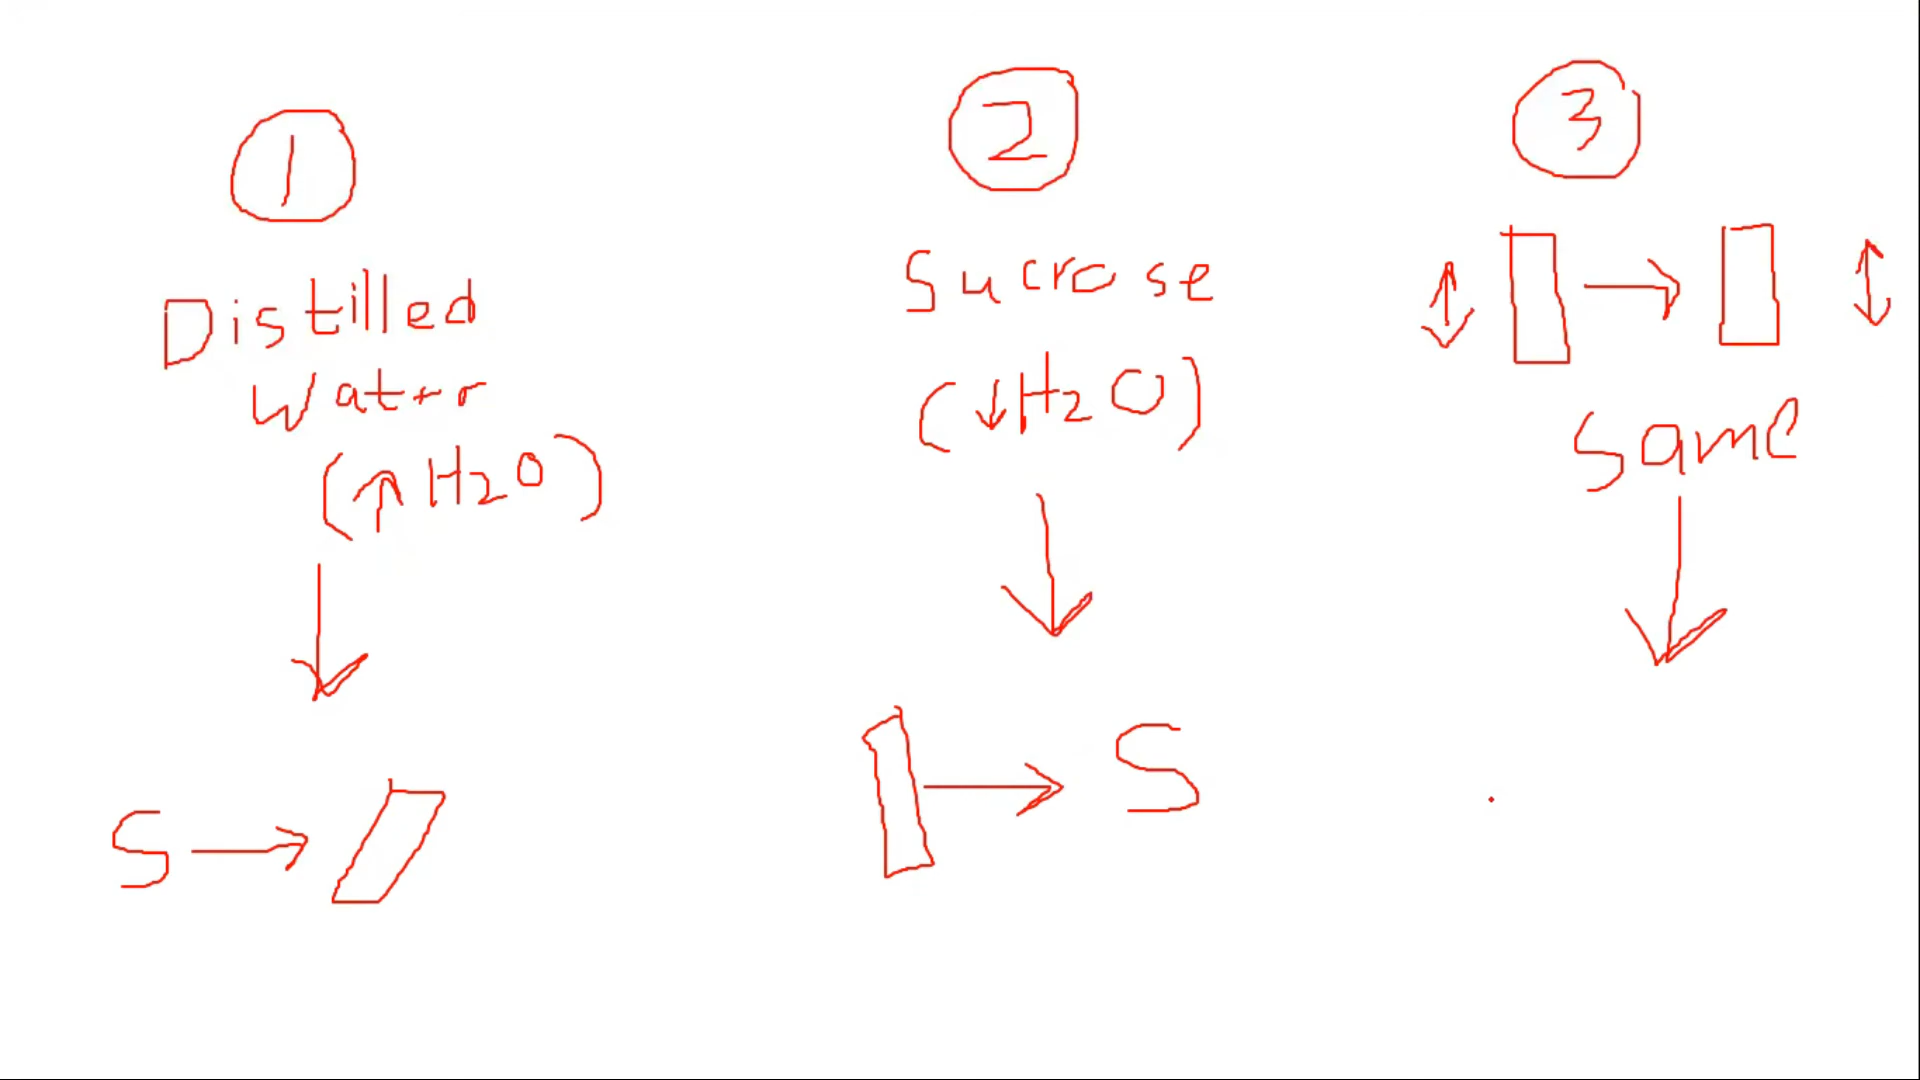 1
Distilled
Water
(↑H2O)
S →
2
Sucrose
(↓H2O)
→ S
3
Same